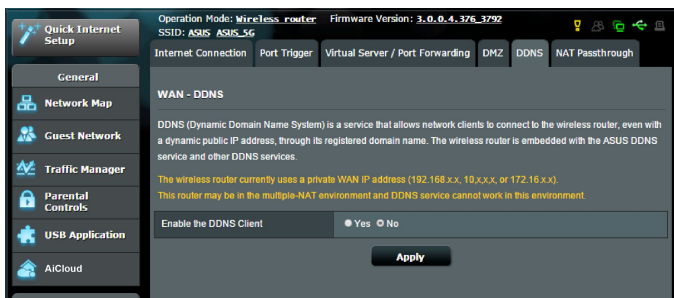 Quick Internet
Setup
Operation Mode: Wireless router Firmware Version: 3.0.0.4.376_3792
SSID: ASUS ASUS_5G
Internet Connection
Port Trigger
Virtual Server / Port Forwarding
DMZ
DDNS
NAT Passthrough
General
Network Map
Guest Network
Traffic Manager
Parental
Controls
USB Application
AiCloud
WAN - DDNS
DDNS (Dynamic Domain Name System) is a service that allows network clients to connect to the wireless router, even with
a dynamic public IP address, through its registered domain name. The wireless router is embedded with the ASUS DDNS
service and other DDNS services.
The wireless router currently uses a private WAN IP address (192.168.x.x, 10,x,x,x, or 172.16.x.x).
This router may be in the multiple-NAT environment and DDNS service cannot work in this environment.
Enable the DDNS Client
Yes No
Apply